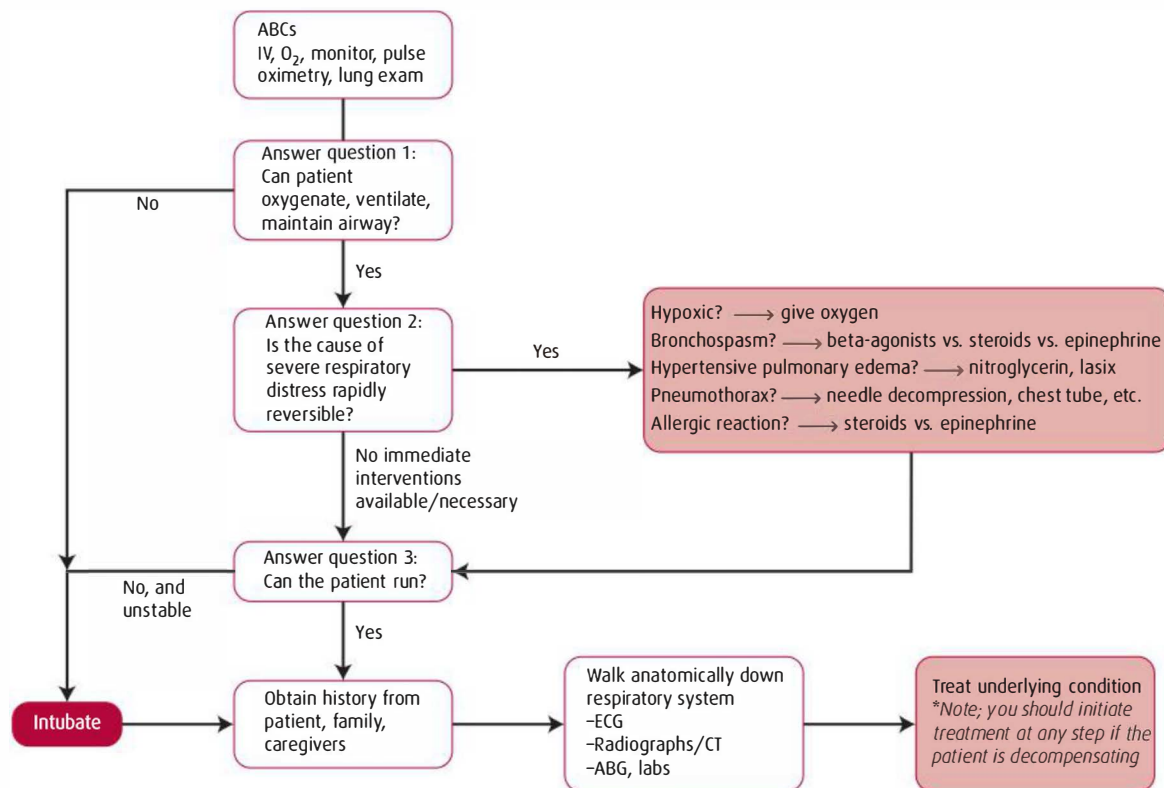 ABCs
IV, O₂, monitor, pulse
oximetry, lung exam
Answer question 1:
Can patient
oxygenate, ventilate,
maintain airway?
No
Yes
Answer question 2:
Is the cause of
severe respiratory
distress rapidly
reversible?
Yes
Hypoxic? → give oxygen
Bronchospasm? → beta-agonists vs. steroids vs. epinephrine
Hypertensive pulmonary edema? → nitroglycerin, lasix
Pneumothorax? → needle decompression, chest tube, etc.
Allergic reaction? → steroids vs. epinephrine
No immediate
interventions
available/necessary
Answer question 3:
Can the patient run?
No, and
unstable
Yes
Intubate
Obtain history from
patient, family,
caregivers
Walk anatomically down
respiratory system
–ECG
–Radiographs/CT
–ABG, labs
Treat underlying condition
*Note; you should initiate
treatment at any step if the
patient is decompensating